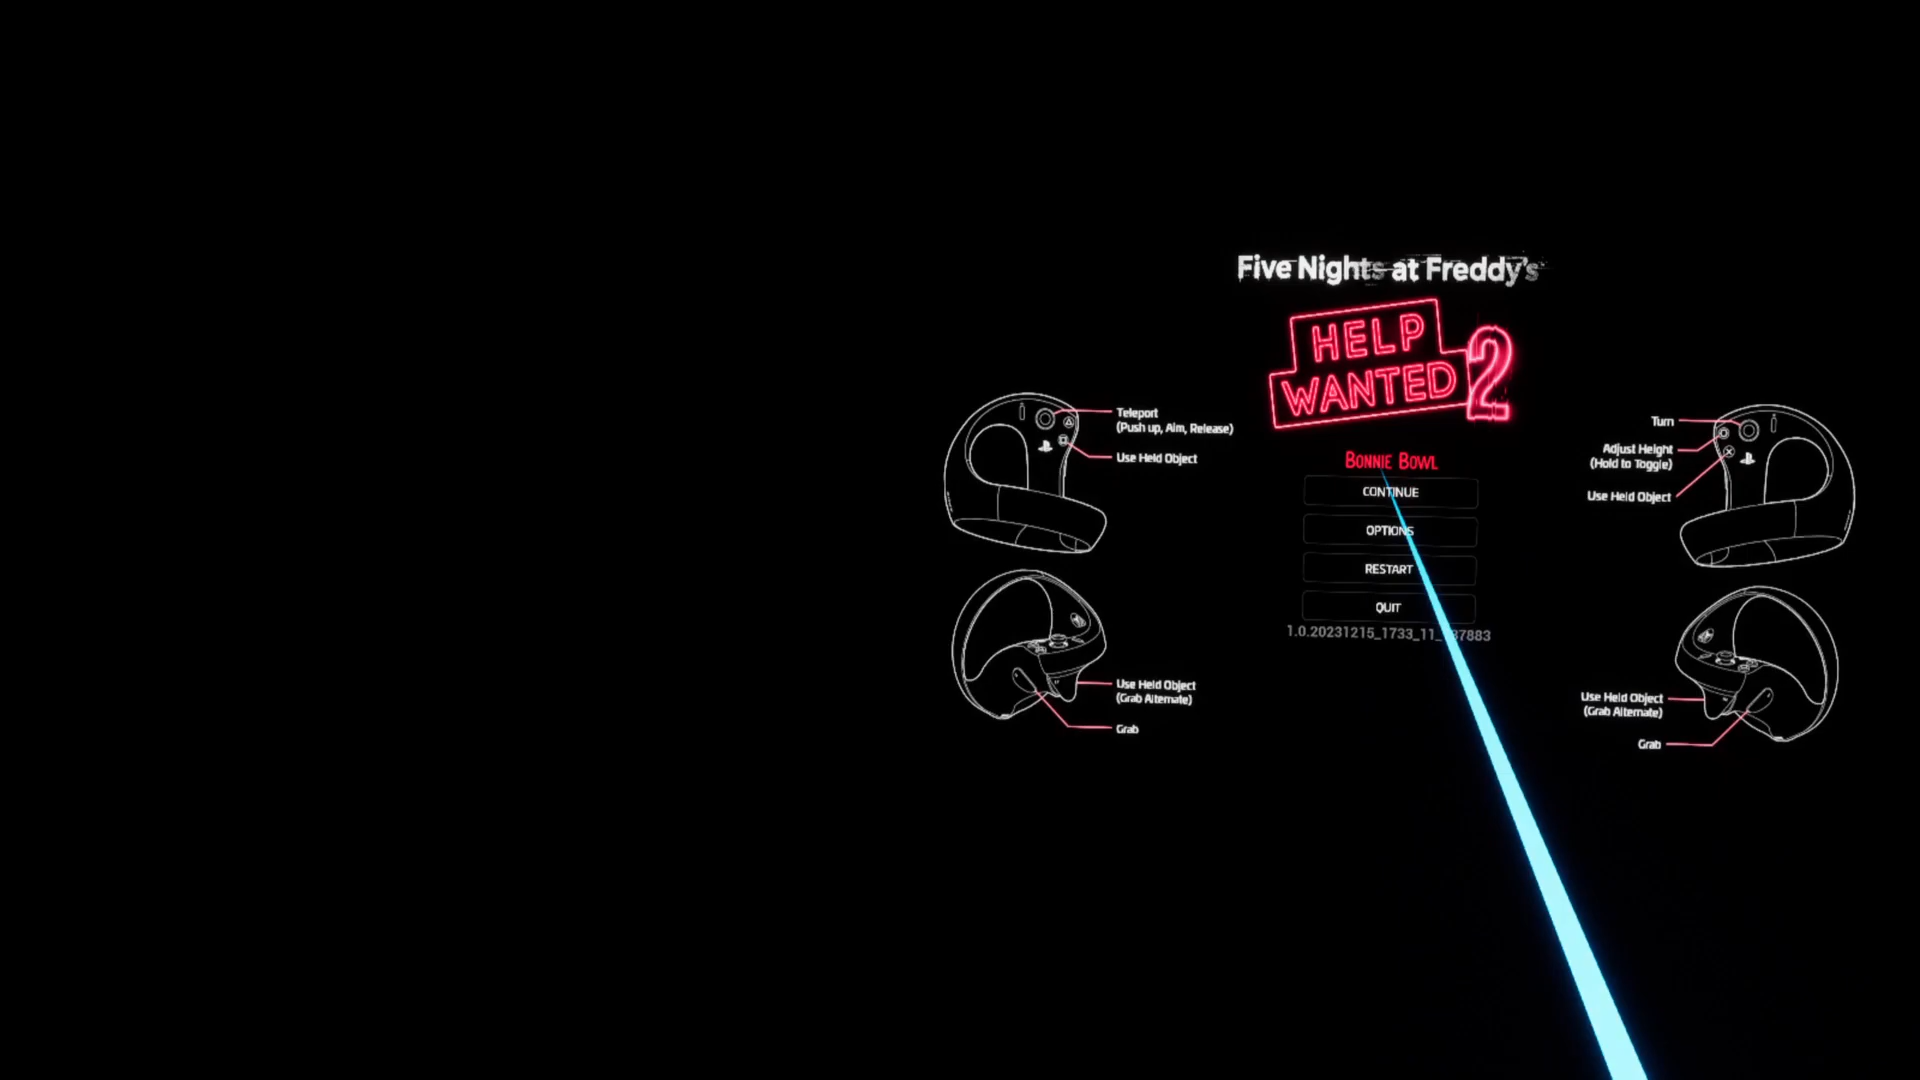 Five Nights at Freddy's
HELP
WANTED 2
Teleport
(Push up, Aim, Release)
Use Held Object
Turn
Adjust Height
(Hold to Toggle)
Use Held Object
BONNIE BOWL
CONTINUE
OPTIONS
RESTART
QUIT
Use Held Object
(Grab Alternate)
Grab
Use Held Object
(Grab Alternate)
Grab